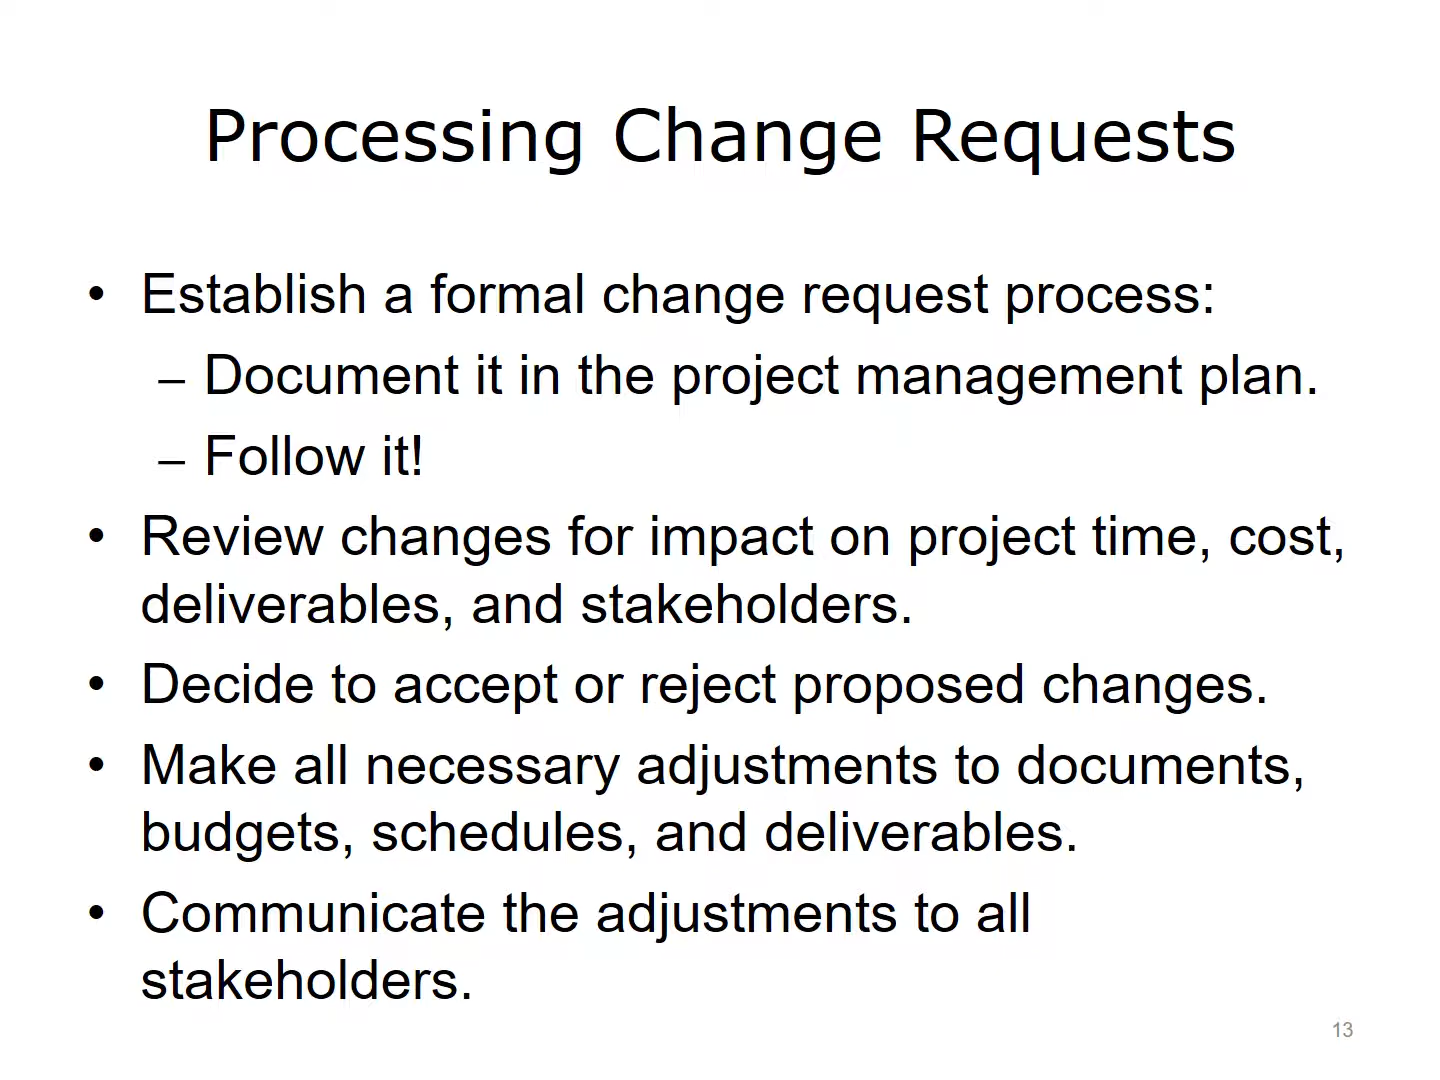 Processing Change Requests
• Establish a formal change request process:
– Document it in the project management plan.
– Follow it!
• Review changes for impact on project time, cost,
deliverables, and stakeholders.
• Decide to accept or reject proposed changes.
• Make all necessary adjustments to documents,
budgets, schedules, and deliverables.
• Communicate the adjustments to all
stakeholders.
13